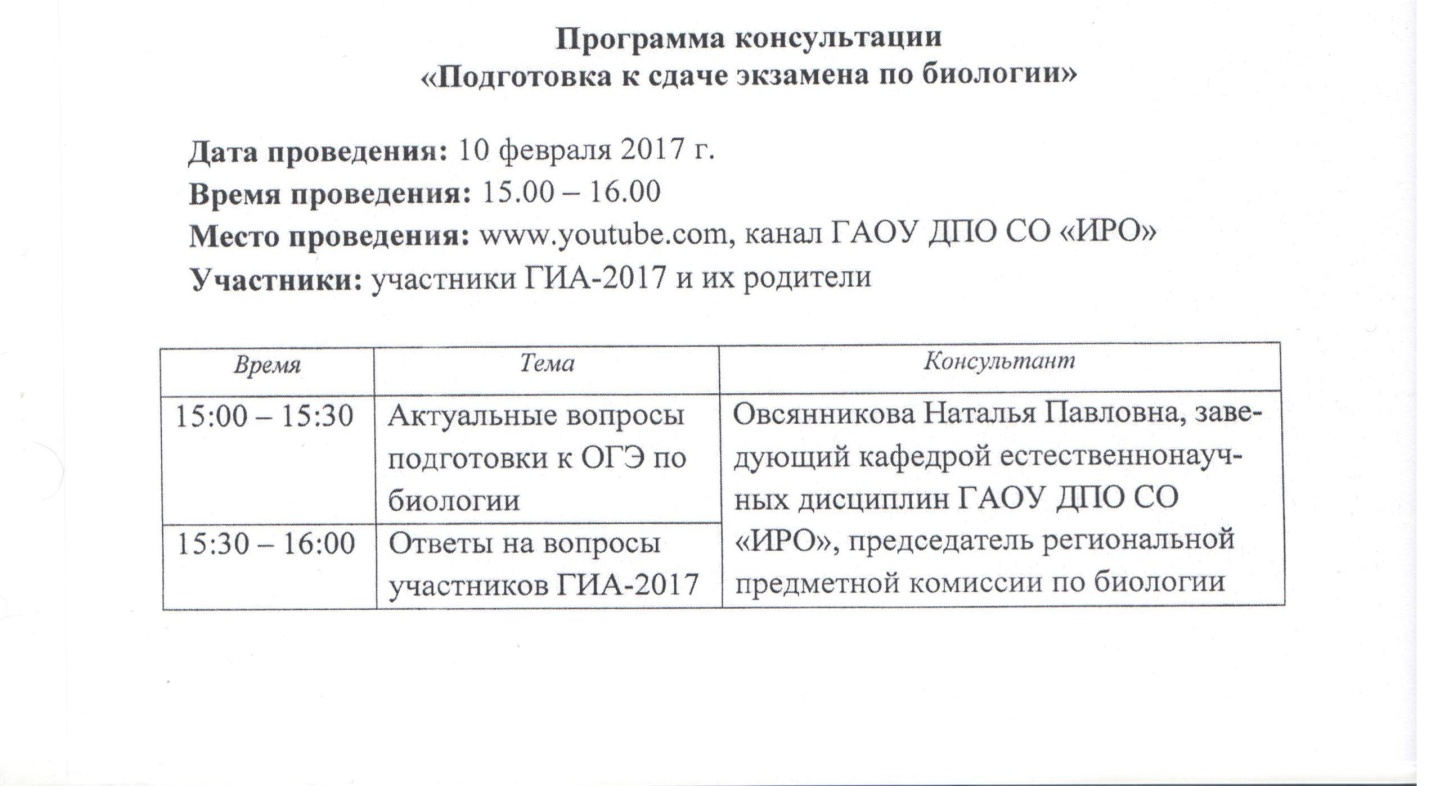 Программа консультации
«Подготовка к сдаче экзамена по биологии»
Дата проведения: 10 февраля 2017 г.
Время проведения: 15.00 – 16.00
Место проведения: www.youtube.com, канал ГАОУ ДПО СО «ИРО»
Участники: участники ГИА-2017 и их родители
Время Тема Консультант
15:00 – 15:30 Актуальные вопросы Овсянникова Наталья Павловна, заве-
подготовки к ОГЭ по дующий кафедрой естественнонауч-
биологии ных дисциплин ГАОУ ДПО СО
15:30 – 16:00 Ответы на вопросы «ИРО», председатель региональной
участников ГИА-2017 предметной комиссии по биологии